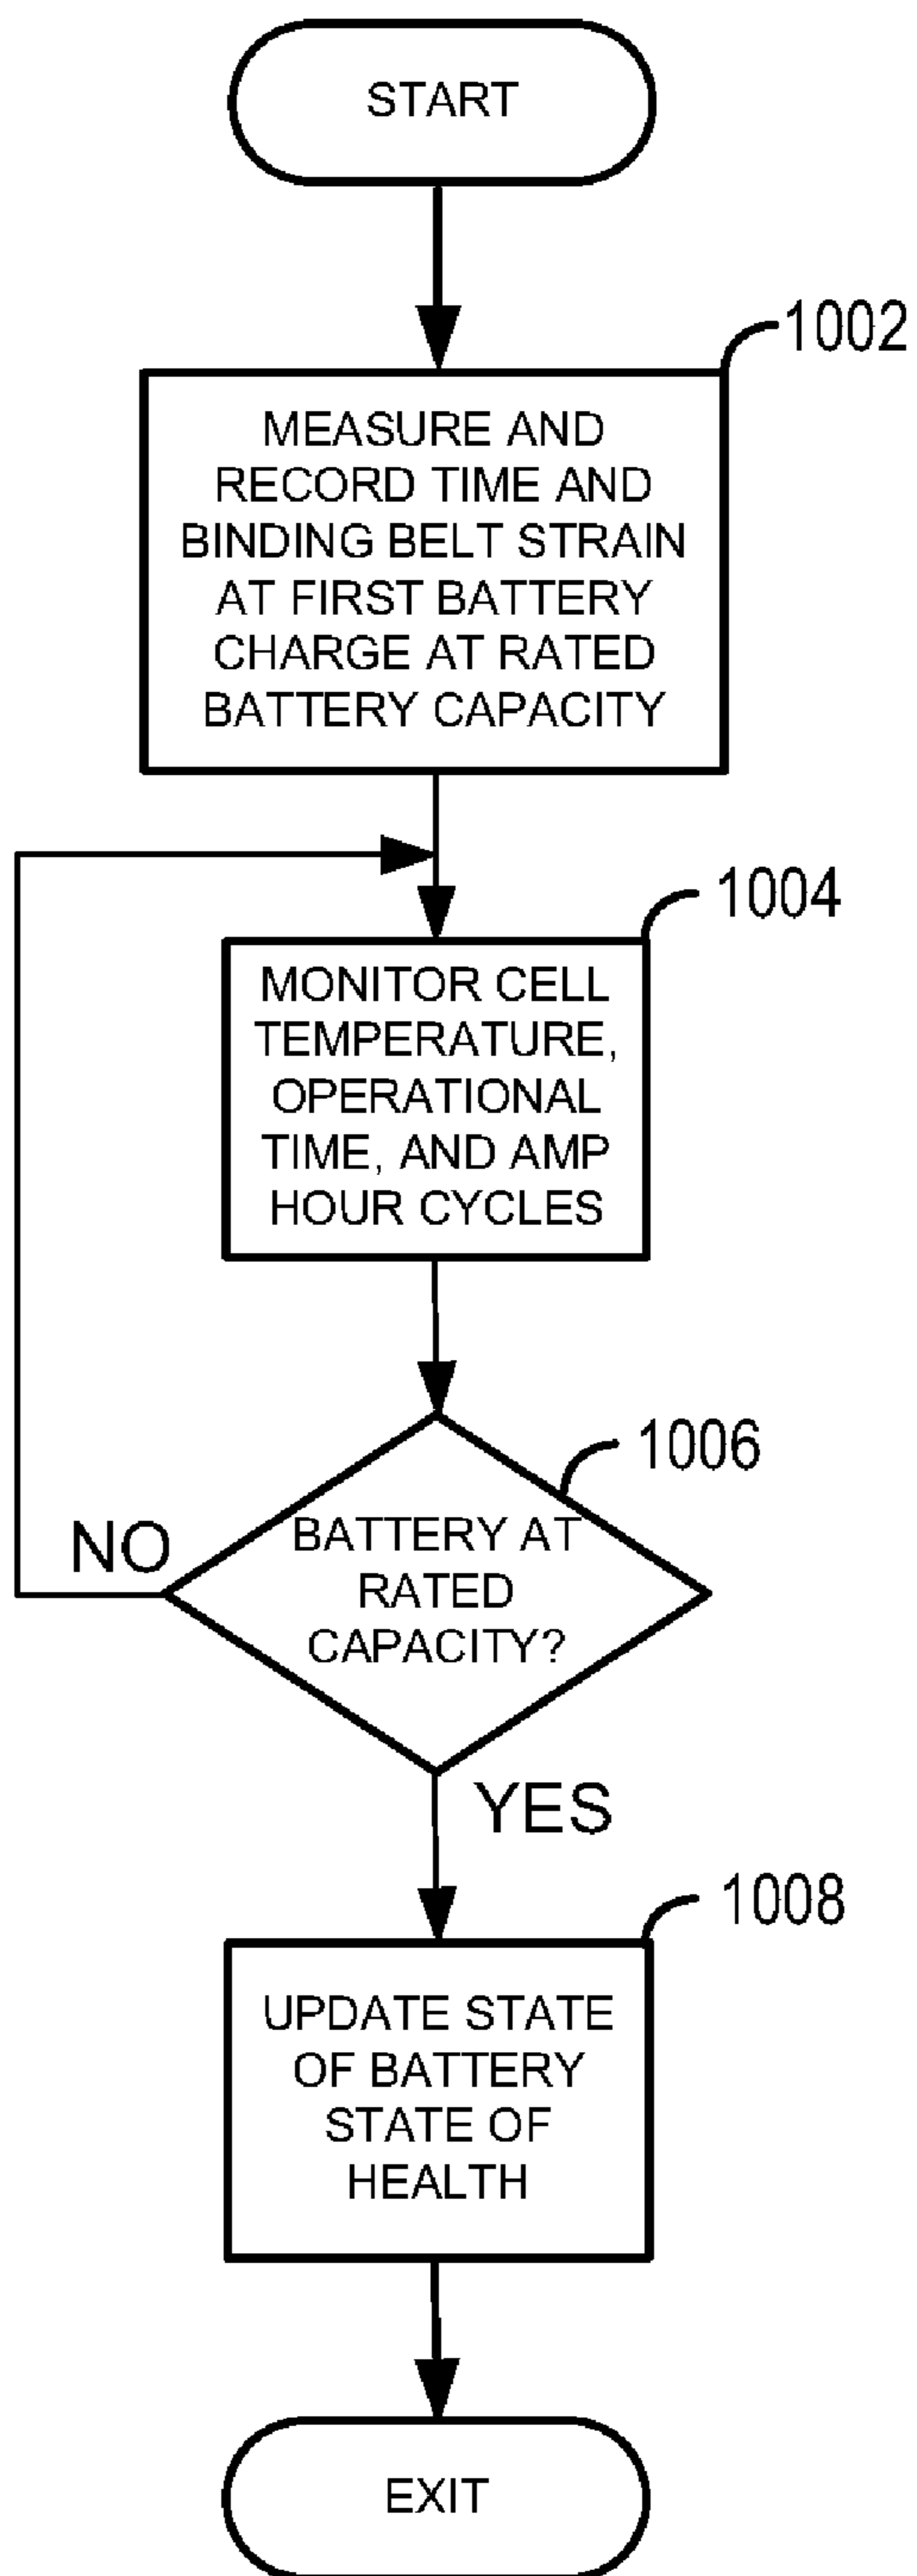 START
1002
MEASURE AND
RECORD TIME AND
BINDING BELT STRAIN
AT FIRST BATTERY
CHARGE AT RATED
BATTERY CAPACITY
1004
MONITOR CELL
TEMPERATURE,
OPERATIONAL
TIME, AND AMP
HOUR CYCLES
1006
BATTERY AT
RATED
CAPACITY?
NO
YES
1008
UPDATE STATE
OF BATTERY
STATE OF
HEALTH
EXIT